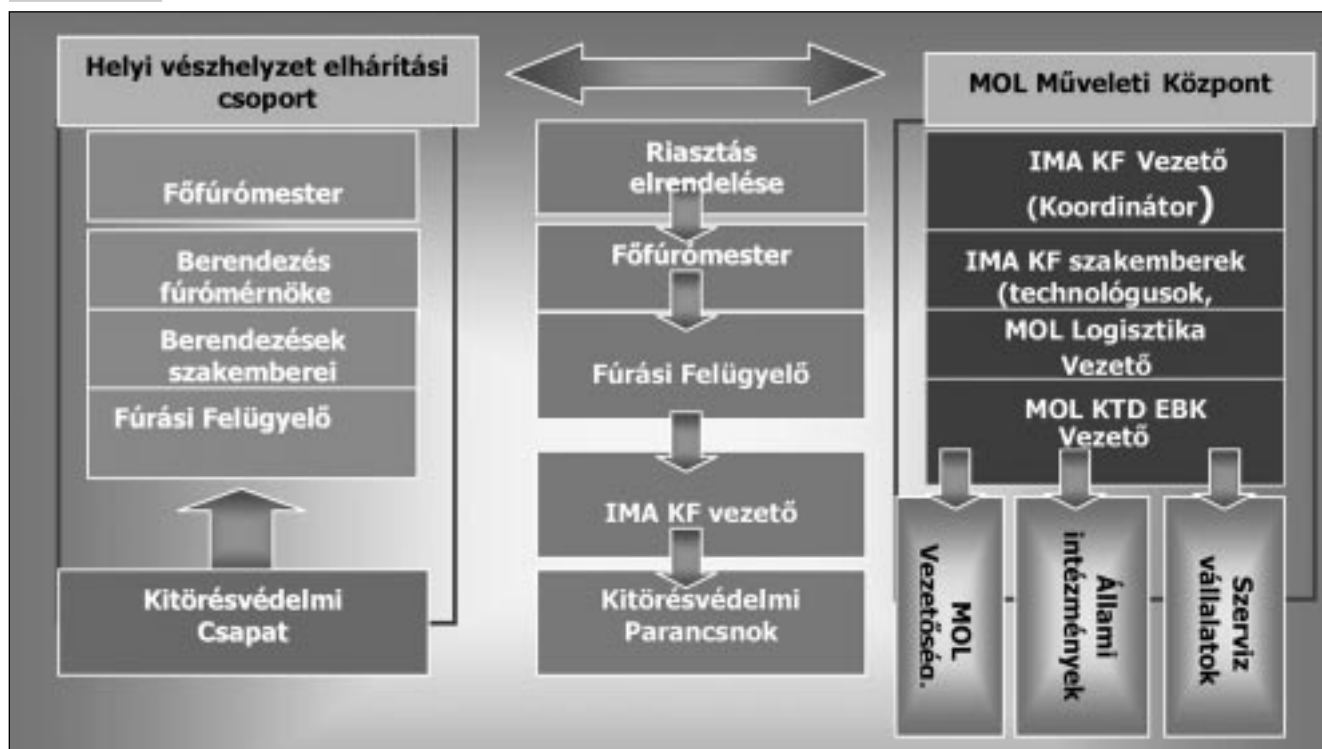 Helyi vészhelyzet elhárítási
csoport
Főfúrómester
Berendezés
fúrómérnöke
Berendezések
szakemberei
Fúrási Felügyelő
Kitörésvédelmi
Csapat
Riasztás
elrendelése
Főfúrómester
Fúrási Felügyelő
IMA KF vezető
Kitörésvédelmi
Parancsnok
MOL Műveleti Központ
IMA KF Vezető
(Koordinátor)
IMA KF szakemberek
(technológusok,
MOL Logisztika
Vezető
MOL KTD EBK
Vezető
MOL
Vezetőség.
Állami
intézmények
Szerviz
vállalatok